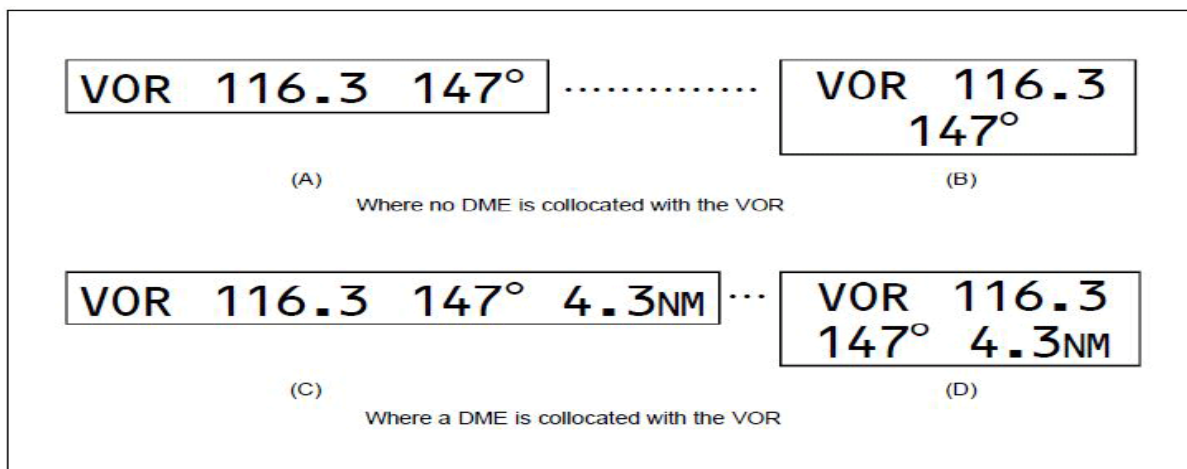 VOR 116.3 147° .............. VOR 116.3
147°
(A) (B)
Where no DME is collocated with the VOR
VOR 116.3 147° 4.3NM ... VOR 116.3
147° 4.3NM
(C) (D)
Where a DME is collocated with the VOR